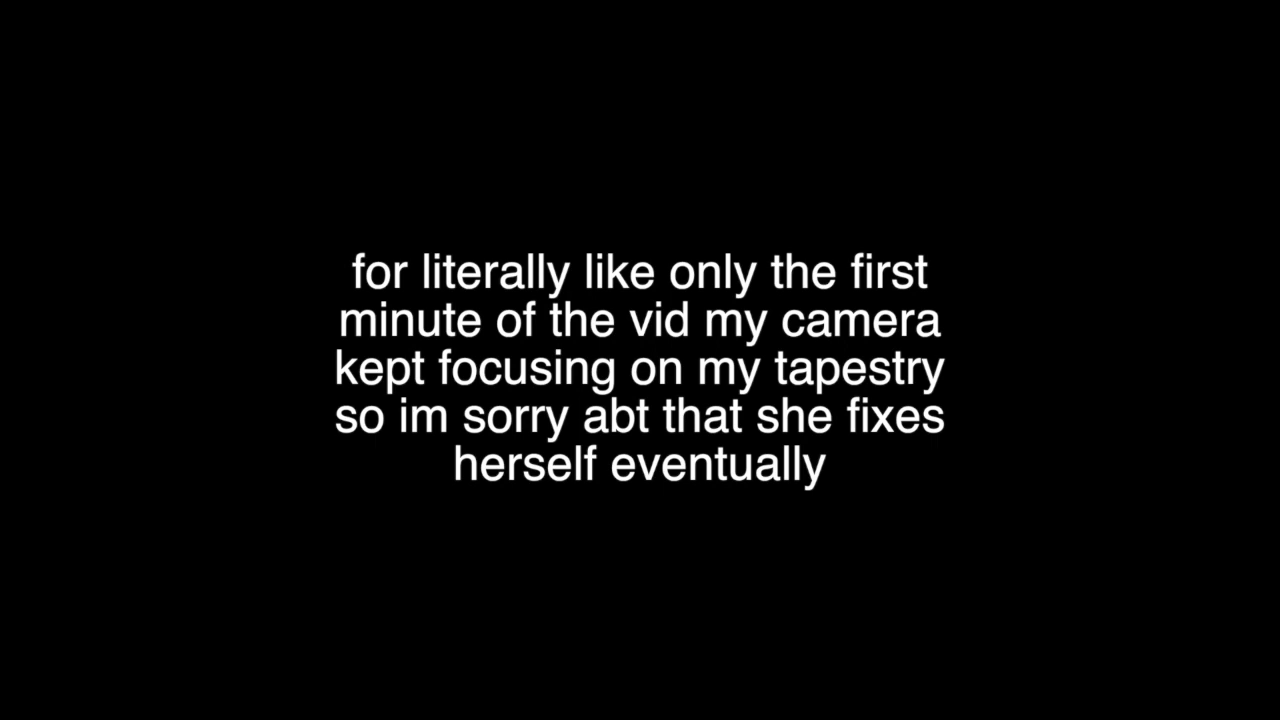 for literally like only the first
minute of the vid my camera
kept focusing on my tapestry
so im sorry abt that she fixes
herself eventually